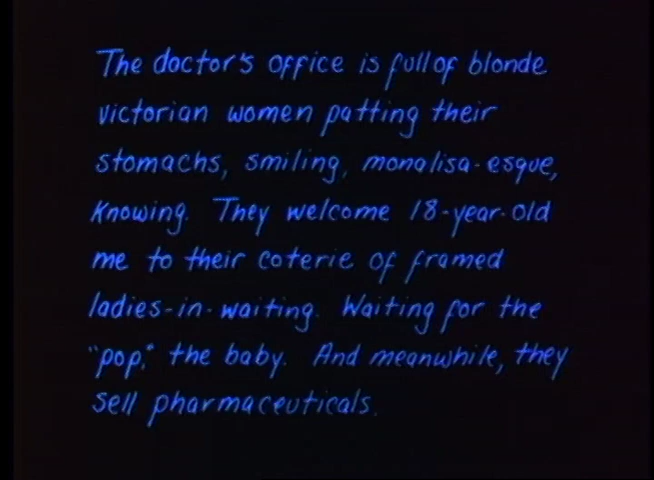 The doctor's office is full of blonde
victorian women patting their
stomachs, smiling, monalisa-esque,
knowing. They welcome 18-year-old
me to their coterie of framed
ladies-in-waiting. Waiting for the
"pop," the baby. And meanwhile, they
sell pharmaceuticals.